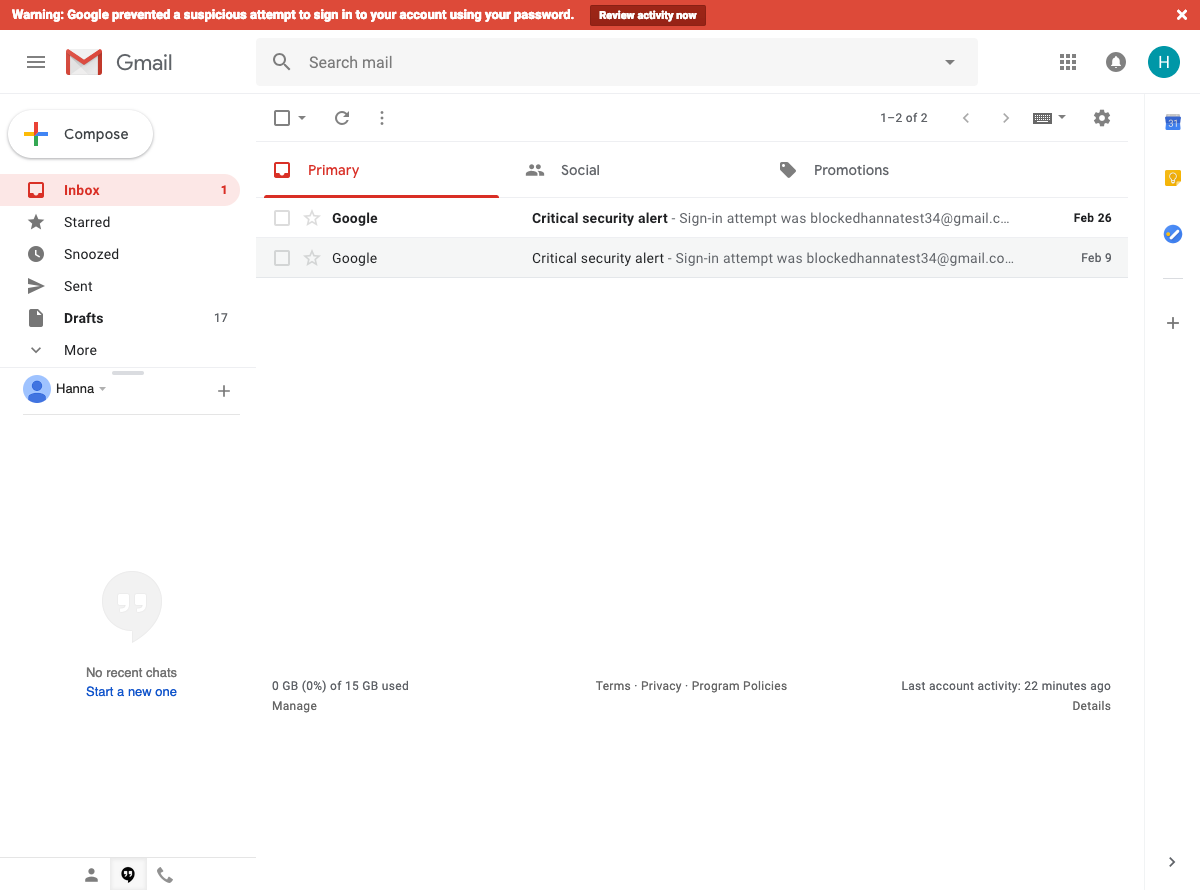 Warning: Google prevented a suspicious attempt to sign in to your account using your password. Review activity now
Gmail
Search mail
H
Compose
1–2 of 2
31
Primary
Social
Promotions
Inbox 1
Starred
Snoozed
Sent
Drafts 17
More
Google Critical security alert - Sign-in attempt was blockedhannatest34@gmail.c… Feb 26
Google Critical security alert - Sign-in attempt was blockedhannatest34@gmail.co… Feb 9
Hanna
No recent chats
Start a new one
0 GB (0%) of 15 GB used
Manage
Terms · Privacy · Program Policies
Last account activity: 22 minutes ago
Details